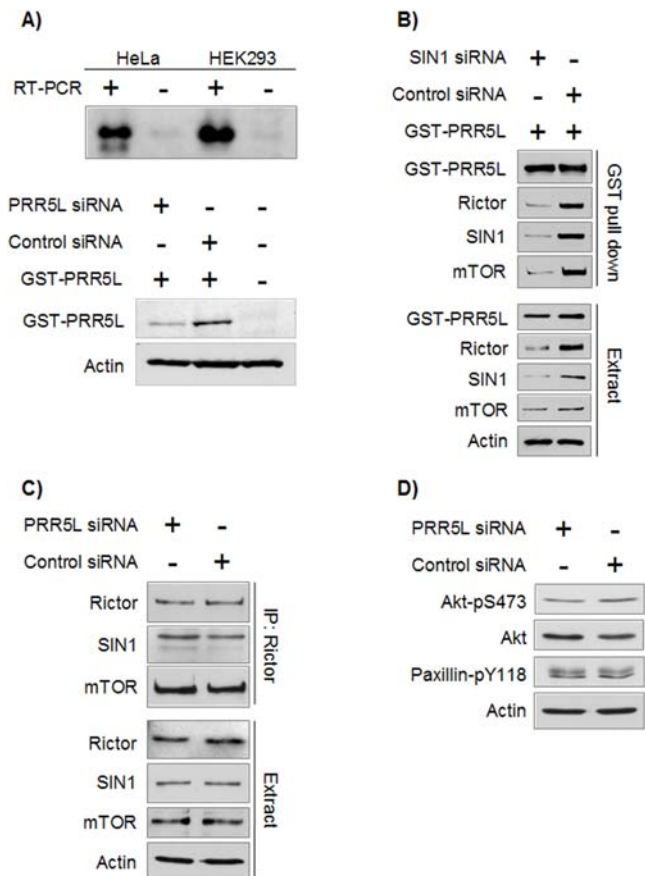 A)
HeLa HEK293
RT-PCR + - + -
PRR5L siRNA + - -
Control siRNA - + -
GST-PRR5L + + -
GST-PRR5L
Actin
B)
SIN1 siRNA + -
Control siRNA - +
GST-PRR5L + +
GST-PRR5L
Rictor
SIN1
mTOR
GST pull down
GST-PRR5L
Rictor
SIN1
mTOR
Actin
Extract
C)
PRR5L siRNA + -
Control siRNA - +
Rictor
SIN1
mTOR
IP: Rictor
Rictor
SIN1
mTOR
Actin
Extract
D)
PRR5L siRNA + -
Control siRNA - +
Akt-pS473
Akt
Paxillin-pY118
Actin